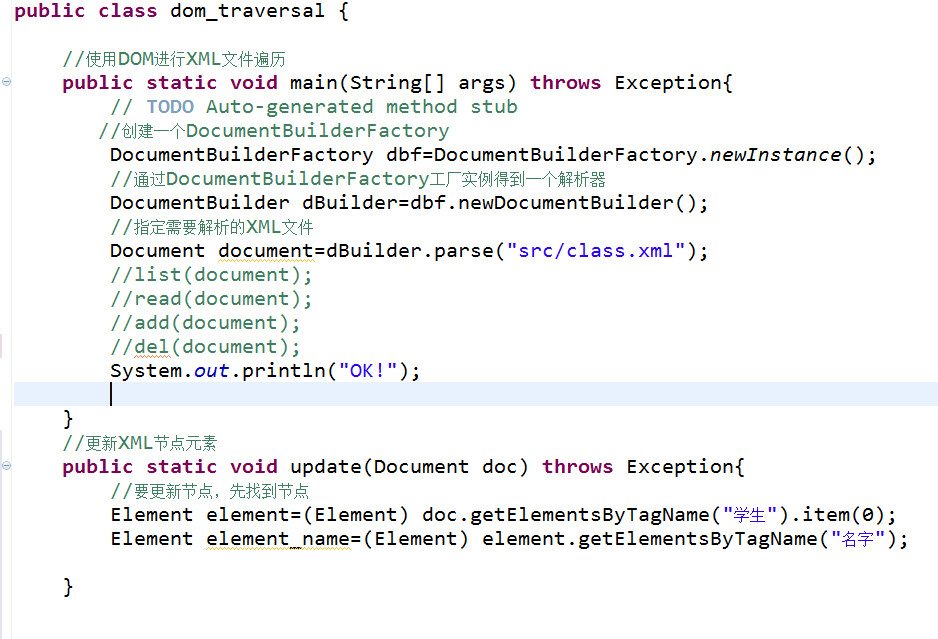 public class dom_traversal {
//使用DOM进行XML文件遍历
public static void main(String[] args) throws Exception{
// TODO Auto-generated method stub
//创建一个DocumentBuilderFactory
DocumentBuilderFactory dbf=DocumentBuilderFactory.newInstance();
//通过DocumentBuilderFactory工厂实例得到一个解析器
DocumentBuilder dBuilder=dbf.newDocumentBuilder();
//指定需要解析的XML文件
Document document=dBuilder.parse("src/class.xml");
//list(document);
//read(document);
//add(document);
//del(document);
System.out.println("OK!");
}
//更新XML节点元素
public static void update(Document doc) throws Exception{
//要更新节点，先找到节点
Element element=(Element) doc.getElementsByTagName("学生").item(0);
Element element_name=(Element) element.getElementsByTagName("名字");
}